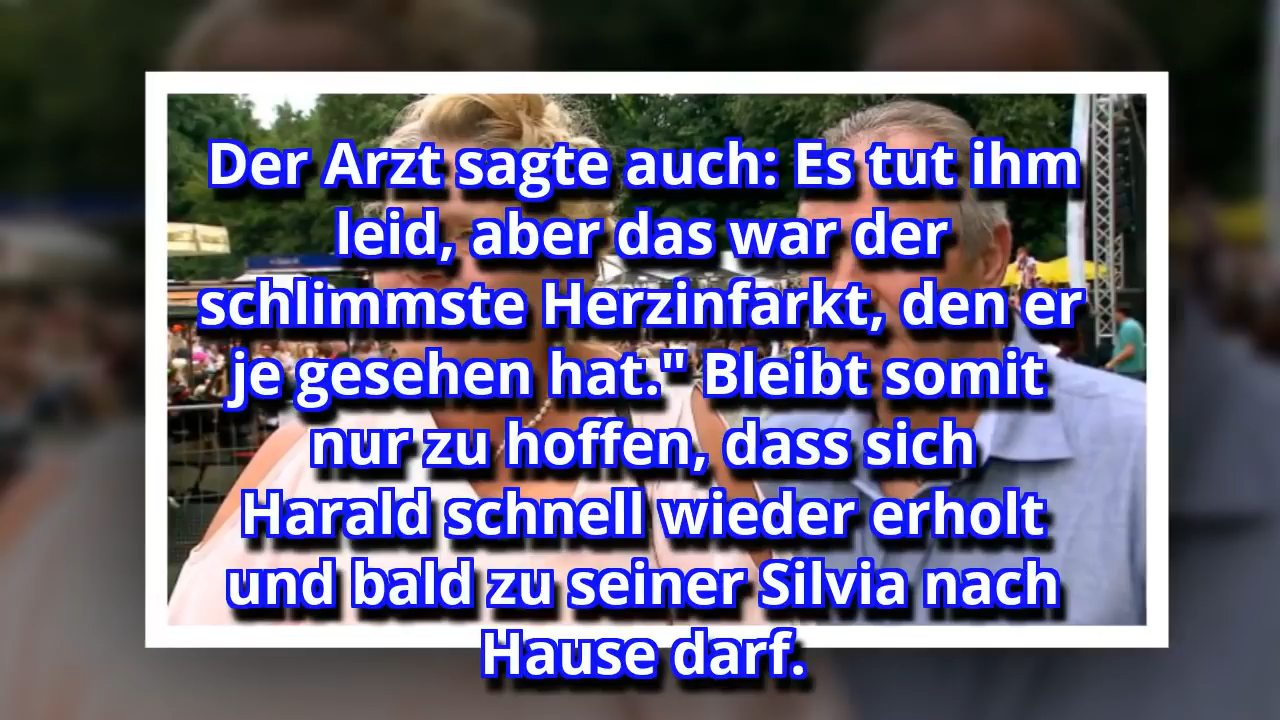 Der Arzt sagte auch: Es tut ihm
leid, aber das war der
schlimmste Herzinfarkt, den er
je gesehen hat." Bleibt somit
nur zu hoffen, dass sich
Harald schnell wieder erholt
und bald zu seiner Silvia nach
Hause darf.